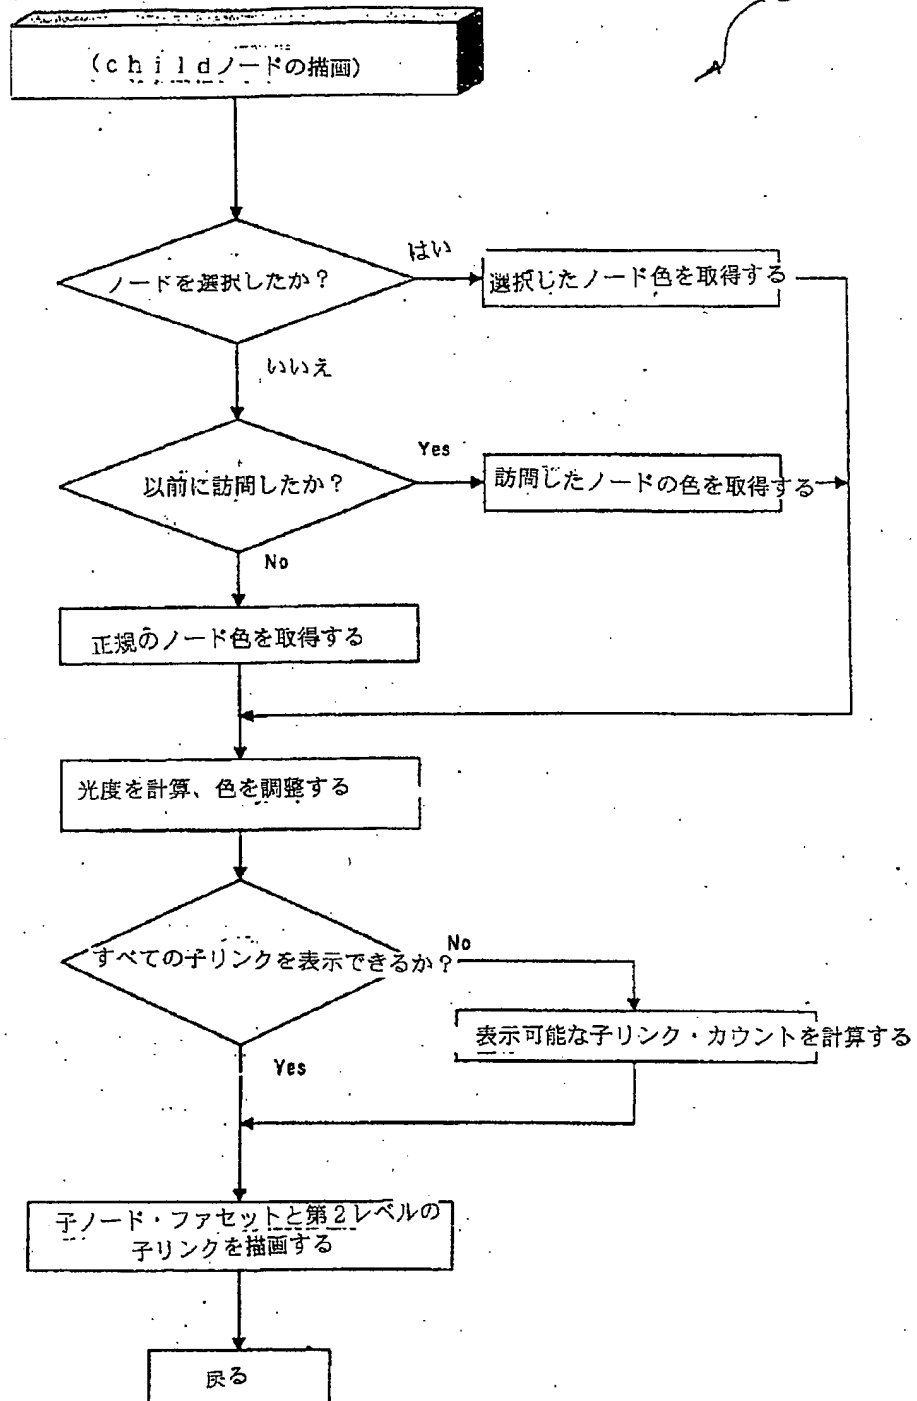 (childノードの描画)
はい
ノードを選択したか？
選択したノード色を取得する
いいえ
Yes
以前に訪問したか？
訪問したノードの色を取得する
No
正規のノード色を取得する
光度を計算、色を調整する
No
すべての子リンクを表示できるか？
表示可能な子リンク・カウントを計算する
Yes
子ノード・ファセットと第２レベルの
子リンクを描画する
戻る